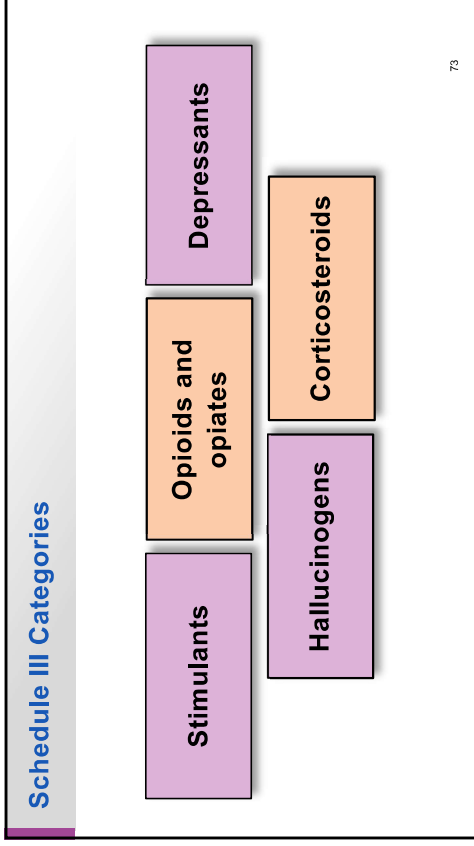 Schedule III Categories
Stimulants
Opioids and
opiates
Depressants
Hallucinogens
Corticosteroids
73